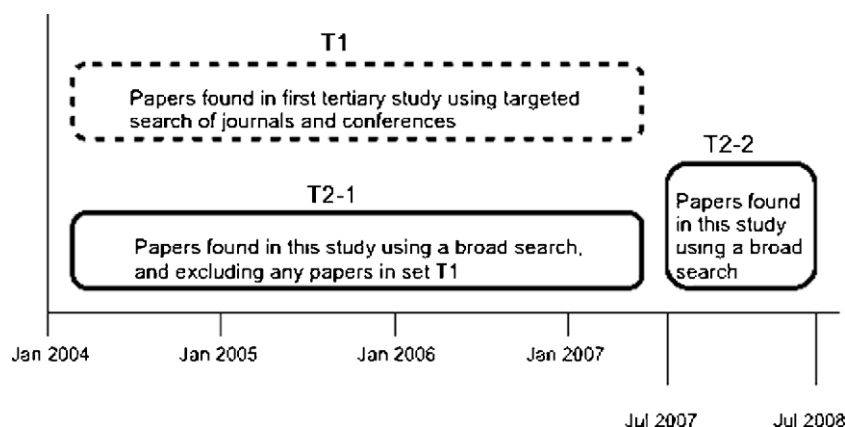 T1
Papers found in first tertiary study using targeted
search of journals and conferences
T2-2
Papers found
in this study
using a broad
search
T2-1
Papers found in this study using a broad search,
and excluding any papers in set T1
Jan 2004
Jan 2005
Jan 2006
Jan 2007
Jul 2007
Jul 2008